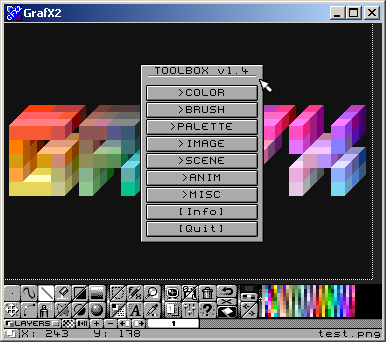 GrafX2
TOOLBOX v1.4
>COLOR
>BRUSH
>PALETTE
>IMAGE
>SCENE
>ANIM
>MISC
[Info]
[Quit]
LAYERS
1
X: 243 Y: 178
test.png